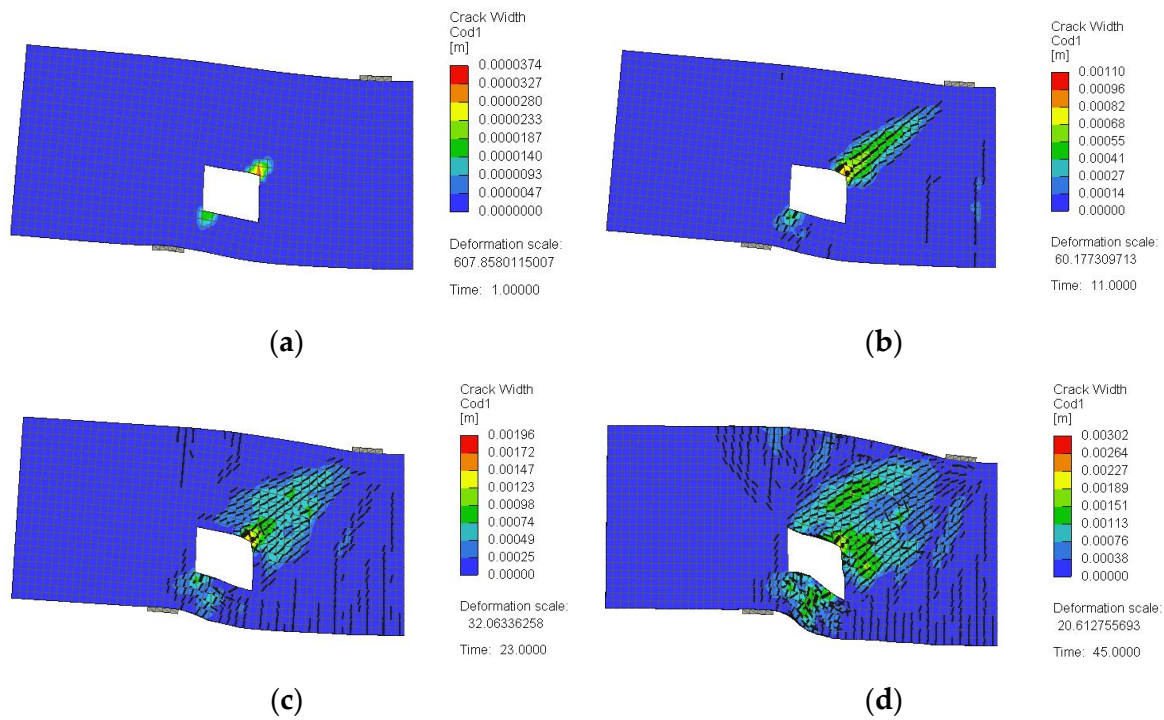 Crack Width
Cod1
[m]
0.0000374
0.0000327
0.0000280
0.0000233
0.0000187
0.0000140
0.0000093
0.0000047
0.0000000
Deformation scale:
607.8580115007
Time: 1.00000
(a)
Crack Width
Cod1
[m]
0.00110
0.00096
0.00082
0.00068
0.00055
0.00041
0.00027
0.00014
0.00000
Deformation scale:
60.177309713
Time: 11.0000
(b)
Crack Width
Cod1
[m]
0.00196
0.00172
0.00147
0.00123
0.00098
0.00074
0.00049
0.00025
0.00000
Deformation scale:
32.06336258
Time: 23.0000
(c)
Crack Width
Cod1
[m]
0.00302
0.00264
0.00227
0.00189
0.00151
0.00113
0.00076
0.00038
0.00000
Deformation scale:
20.612755693
Time: 45.0000
(d)